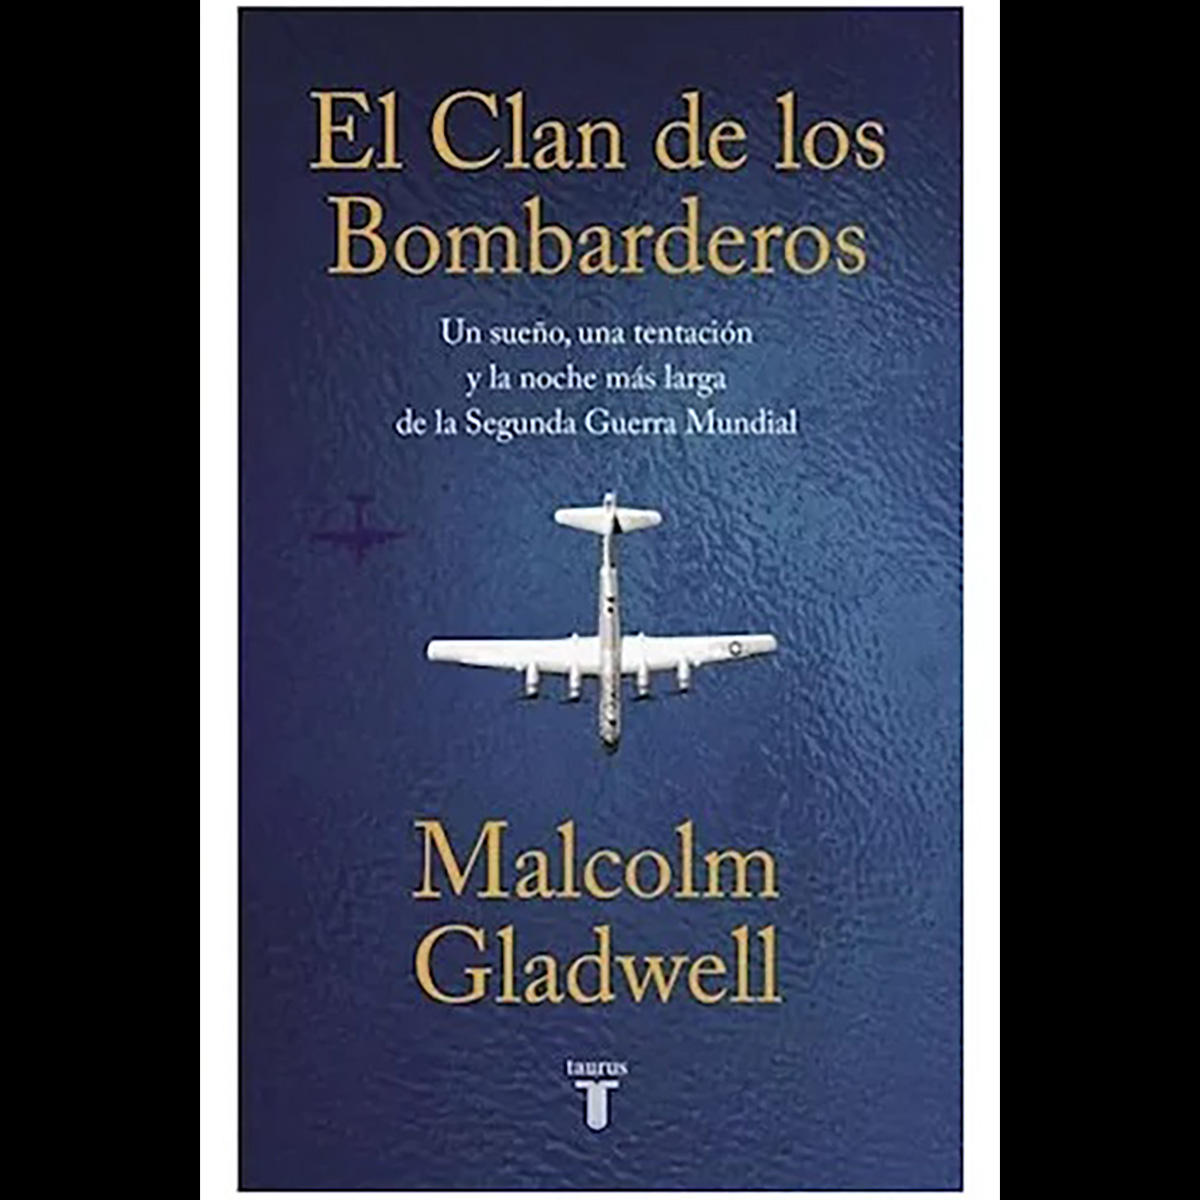 El Clan de los
Bombarderos
Un sueño, una tentación
y la noche más larga
de la Segunda Guerra Mundial
Malcolm
Gladwell
taurus